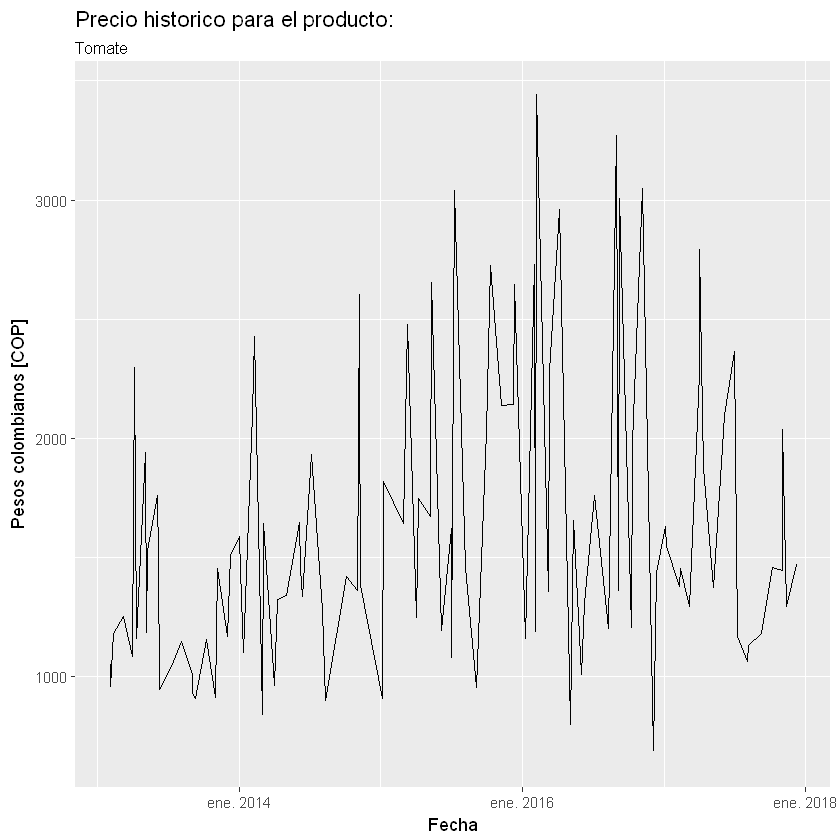 Precio historico para el producto:
Tomate
Pesos colombianos [COP]
3000
2000
1000
ene. 2014
ene. 2016
ene. 2018
Fecha